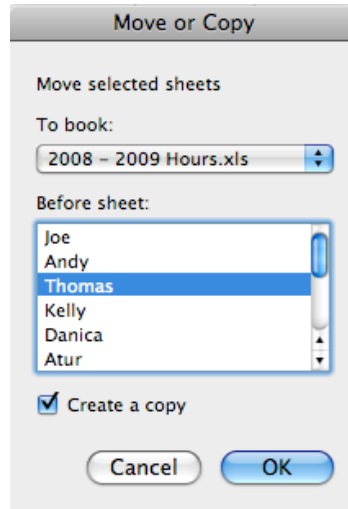 Move or Copy
Move selected sheets
To book:
2008 – 2009 Hours.xls
Before sheet:
Joe
Andy
Thomas
Kelly
Danica
Atur
Create a copy
Cancel OK